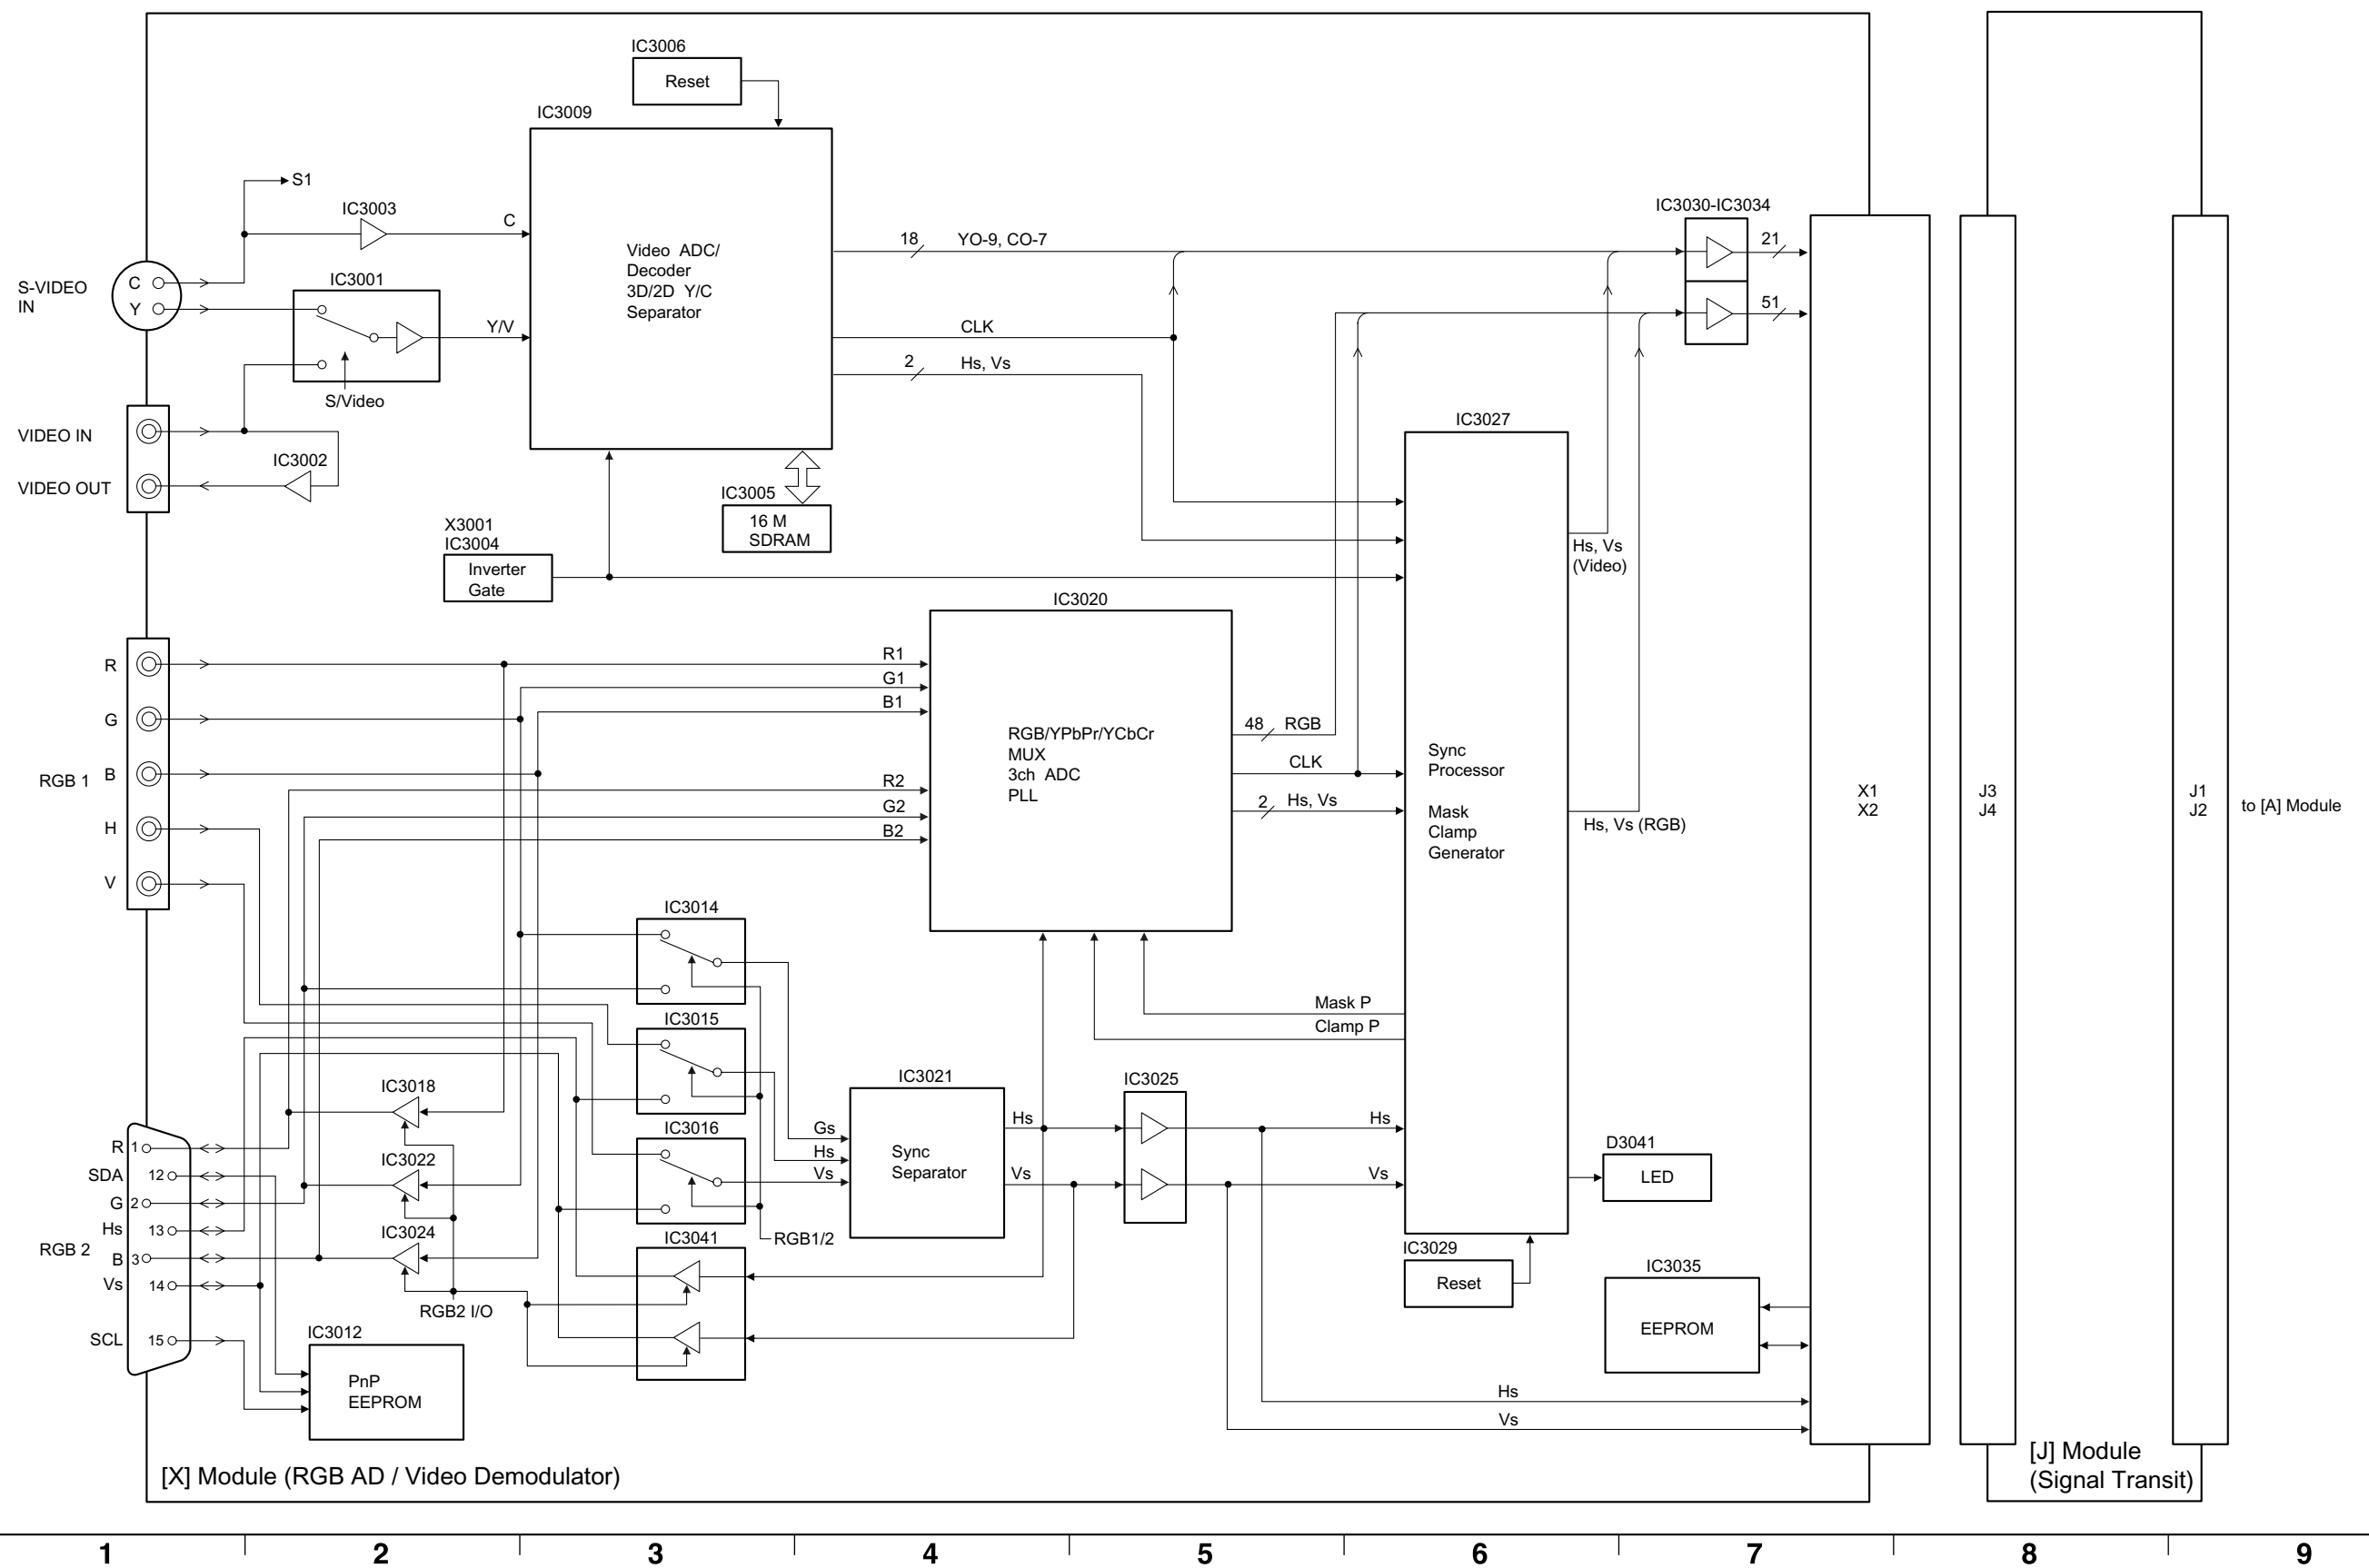 IC3006
Reset
IC3009
Video ADC/
Decoder
3D/2D Y/C
Separator
S1
IC3003
C
S-VIDEO
IN
C
Y
IC3001
Y/V
S/Video
VIDEO IN
VIDEO OUT
IC3002
18
YO-9, CO-7
CLK
2
Hs, Vs
IC3030-IC3034
21
51
IC3005
16 M
SDRAM
X3001
IC3004
Inverter
Gate
IC3027
Sync
Processor
Mask
Clamp
Generator
Hs, Vs
(Video)
Hs, Vs (RGB)
IC3020
RGB/YPbPr/YCbCr
MUX
3ch ADC
PLL
R1
G1
B1
R2
G2
B2
48
RGB
CLK
2
Hs, Vs
RGB 1
R
G
B
H
V
X1
X2
J3
J4
J1
J2
to [A] Module
IC3014
IC3015
IC3016
RGB1/2
IC3041
Mask P
Clamp P
IC3021
Sync
Separator
Gs
Hs
Vs
Hs
Vs
IC3025
Hs
Vs
D3041
LED
IC3029
Reset
IC3035
EEPROM
Hs
Vs
IC3018
IC3022
IC3024
RGB2 I/O
RGB 2
R 1
SDA 12
G 2
Hs 13
B 3
Vs 14
SCL 15
IC3012
PnP
EEPROM
[X] Module (RGB AD / Video Demodulator)
[J] Module
(Signal Transit)
1 2 3 4 5 6 7 8 9